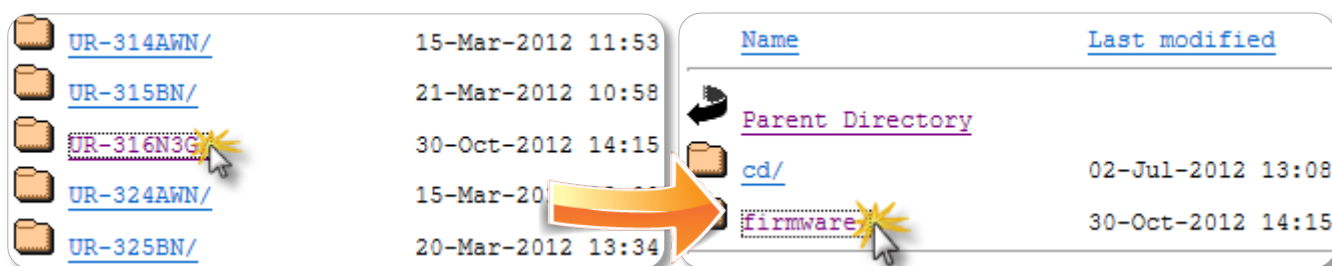 UR-314AWN/ 15-Mar-2012 11:53
UR-315BN/ 21-Mar-2012 10:58
UR-316N3G 30-Oct-2012 14:15
UR-324AWN/ 15-Mar-20
UR-325BN/ 20-Mar-2012 13:34
Name Last modified
Parent Directory
cd/ 02-Jul-2012 13:08
firmware 30-Oct-2012 14:15